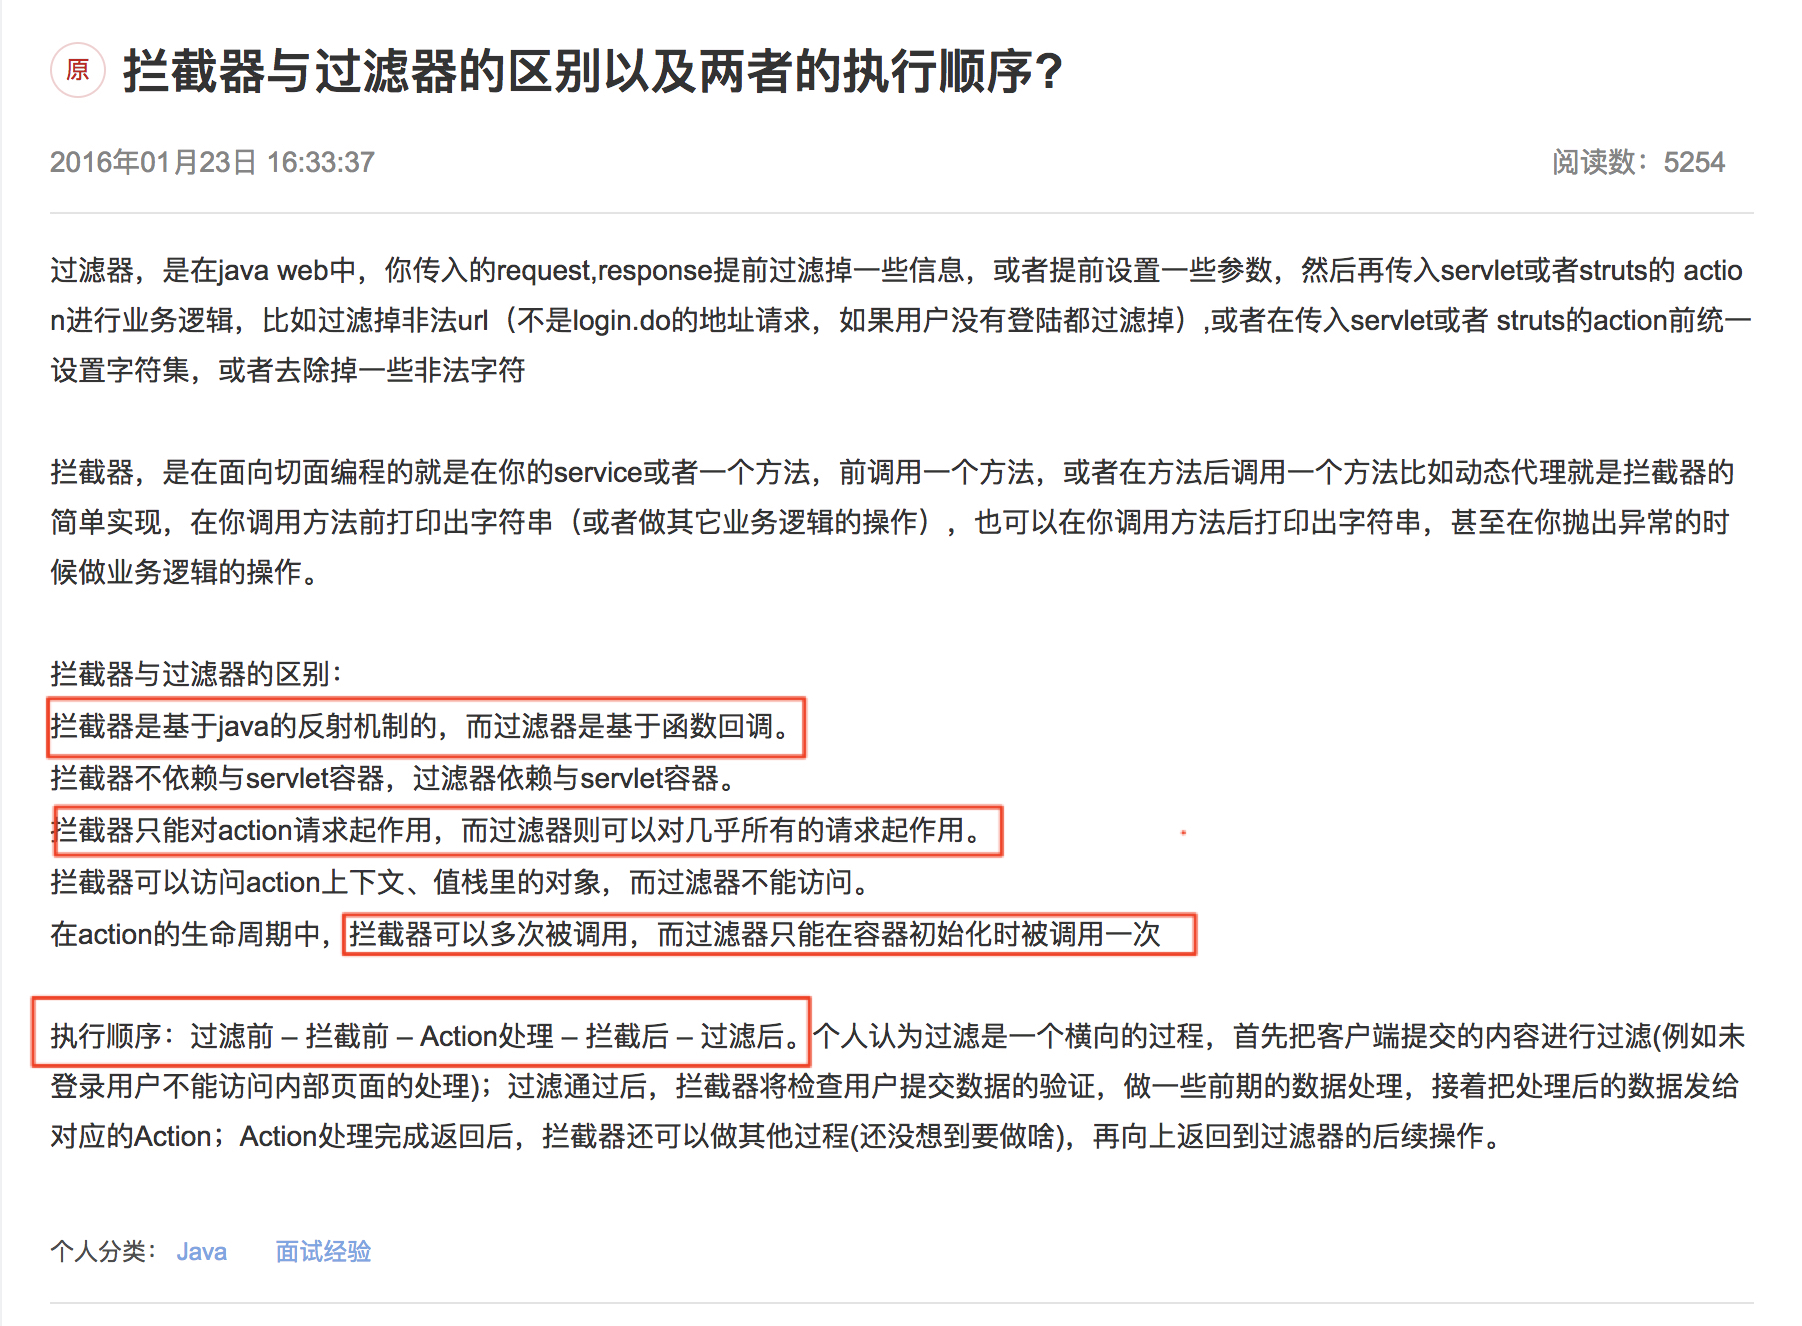 原 拦截器与过滤器的区别以及两者的执行顺序?
2016年01月23日 16:33:37 阅读数：5254
过滤器，是在java web中，你传入的request,response提前过滤掉一些信息，或者提前设置一些参数，然后再传入servlet或者struts的 actio
n进行业务逻辑，比如过滤掉非法url（不是login.do的地址请求，如果用户没有登陆都过滤掉）,或者在传入servlet或者 struts的action前统一
设置字符集，或者去除掉一些非法字符
拦截器，是在面向切面编程的就是在你的service或者一个方法，前调用一个方法，或者在方法后调用一个方法比如动态代理就是拦截器的
简单实现，在你调用方法前打印出字符串（或者做其它业务逻辑的操作），也可以在你调用方法后打印出字符串，甚至在你抛出异常的时
候做业务逻辑的操作。
拦截器与过滤器的区别：
拦截器是基于java的反射机制的，而过滤器是基于函数回调。
拦截器不依赖与servlet容器，过滤器依赖与servlet容器。
拦截器只能对action请求起作用，而过滤器则可以对几乎所有的请求起作用。
拦截器可以访问action上下文、值栈里的对象，而过滤器不能访问。
在action的生命周期中，拦截器可以多次被调用，而过滤器只能在容器初始化时被调用一次
执行顺序：过滤前 – 拦截前 – Action处理 – 拦截后 – 过滤后。个人认为过滤是一个横向的过程，首先把客户端提交的内容进行过滤(例如未
登录用户不能访问内部页面的处理)；过滤通过后，拦截器将检查用户提交数据的验证，做一些前期的数据处理，接着把处理后的数据发给
对应的Action；Action处理完成返回后，拦截器还可以做其他过程(还没想到要做啥)，再向上返回到过滤器的后续操作。
个人分类： Java 面试经验